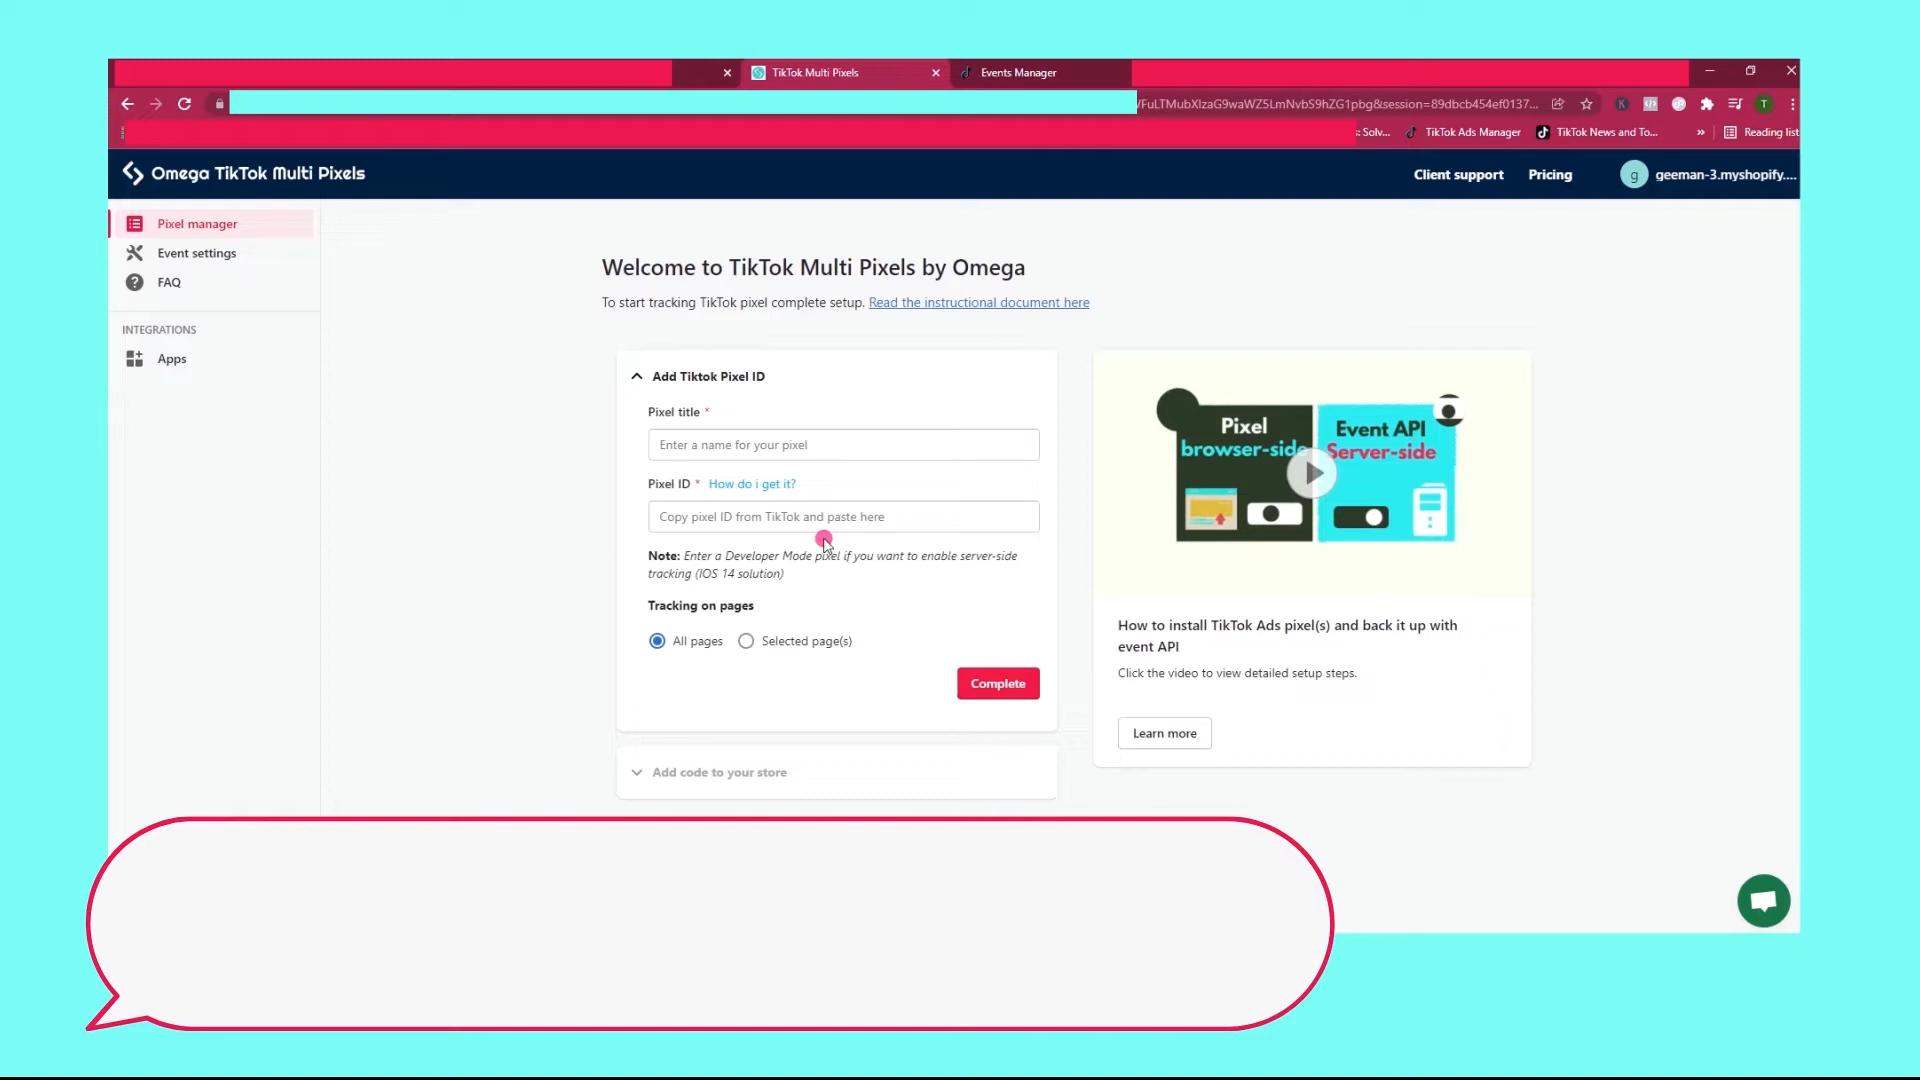 TikTok Multi Pixels
Events Manager
/FuLTMubXlzaG9waWZ5LmNvbS9hZG1pbg&session=89dbcb454ef0137...
T
: Solv...
TikTok Ads Manager
TikTok News and To...
»
Reading list
Omega TikTok Multi Pixels
Client support
Pricing
g
geeman-3.myshopify....
Pixel manager
Event settings
FAQ
INTEGRATIONS
Apps
Welcome to TikTok Multi Pixels by Omega
To start tracking TikTok pixel complete setup. Read the instructional document here
Add Tiktok Pixel ID
Pixel title *
Enter a name for your pixel
Pixel ID * How do i get it?
Copy pixel ID from TikTok and paste here
Note: Enter a Developer Mode pixel if you want to enable server-side
tracking (IOS 14 solution)
Tracking on pages
All pages
Selected page(s)
Complete
Add code to your store
Pixel
browser-side
Event API
Server-side
How to install TikTok Ads pixel(s) and back it up with
event API
Click the video to view detailed setup steps.
Learn more